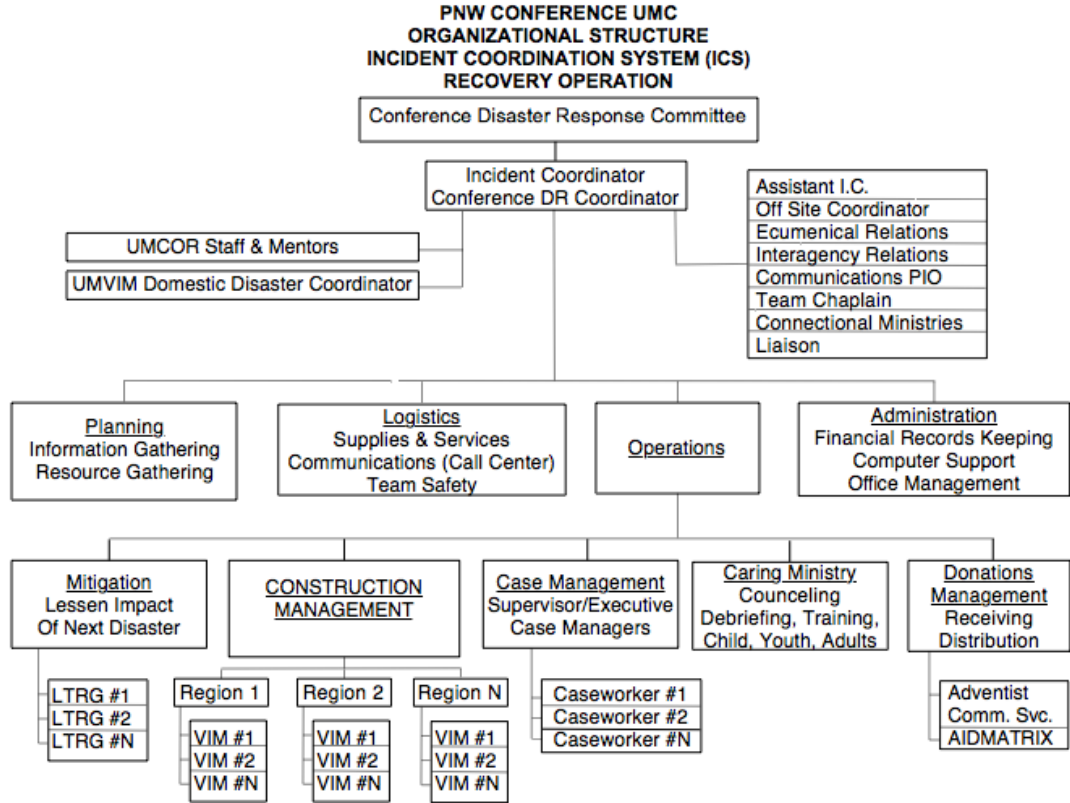 PNW CONFERENCE UMC
ORGANIZATIONAL STRUCTURE
INCIDENT COORDINATION SYSTEM (ICS)
RECOVERY OPERATION
Conference Disaster Response Committee
Incident Coordinator
Conference DR Coordinator
Assistant I.C.
Off Site Coordinator
Ecumenical Relations
Interagency Relations
Communications PIO
Team Chaplain
Connectional Ministries
Liaison
UMCOR Staff & Mentors
UMVIM Domestic Disaster Coordinator
Planning
Information Gathering
Resource Gathering
Logistics
Supplies & Services
Communications (Call Center)
Team Safety
Operations
Administration
Financial Records Keeping
Computer Support
Office Management
Mitigation
Lessen Impact
Of Next Disaster
CONSTRUCTION
MANAGEMENT
Case Management
Supervisor/Executive
Case Managers
Caring Ministry
Counceling
Debriefing, Training,
Child, Youth, Adults
Donations
Management
Receiving
Distribution
LTRG #1
LTRG #2
LTRG #N
Region 1
VIM #1
VIM #2
VIM #N
Region 2
VIM #1
VIM #2
VIM #N
Region N
VIM #1
VIM #2
VIM #N
Caseworker #1
Caseworker #2
Caseworker #N
Adventist
Comm. Svc.
AIDMATRIX